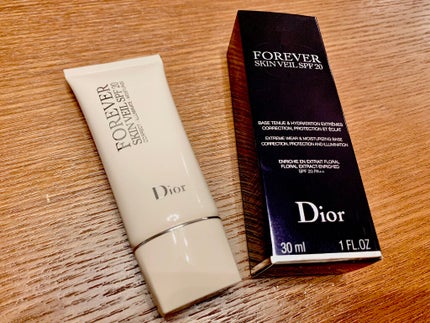 FOREVER
SKIN VEIL SPF 20
Dior
FOREVER
SKIN VEIL SPF 20
BASE TENUE & HYDRATATION EXTRÊMES
CORRECTION, PROTECTION ET ÉCLAT
EXTREME WEAR & MOISTURIZING BASE
CORRECTION, PROTECTION AND ILLUMINATION
ENRICHIE EN EXTRAIT FLORAL
FLORAL EXTRACT-ENRICHED
SPF 20 PA++
Dior
30 ml 1 FL.OZ